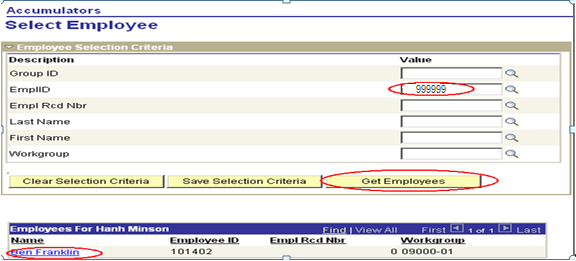 Accumulators
Select Employee
Employee Selection Criteria
Description Value
Group ID
EmplID 999999
Empl Rcd Nbr
Last Name
First Name
Workgroup
Clear Selection Criteria Save Selection Criteria Get Employees
Employees For Hanh Minson Find | View All First 1 of 1 Last
Name Employee ID Empl Rcd Nbr Workgroup
Ben Franklin 101402 0 09000-01